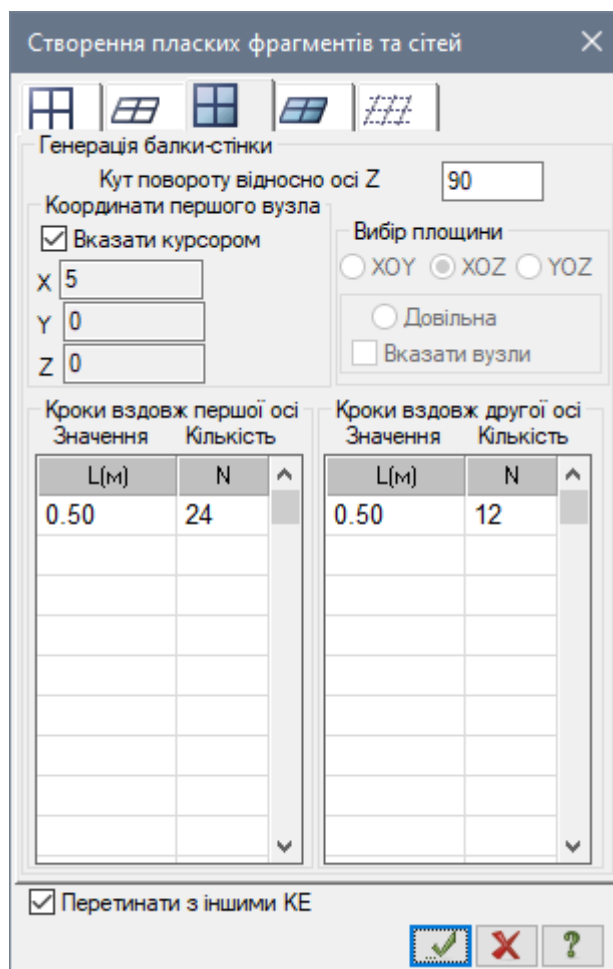 Створення пласких фрагментів та сітей
Генерація балки-стінки
Кут повороту відносно осі Z 90
Координати першого вузла
Вказати курсором
X 5
Y 0
Z 0
Вибір площини
XOY XOZ YOZ
Довільна
Вказати вузли
Кроки вздовж першої осі
Значення Кількість
L(м) N
0.50 24
Кроки вздовж другої осі
Значення Кількість
L(м) N
0.50 12
Перетинати з іншими КЕ